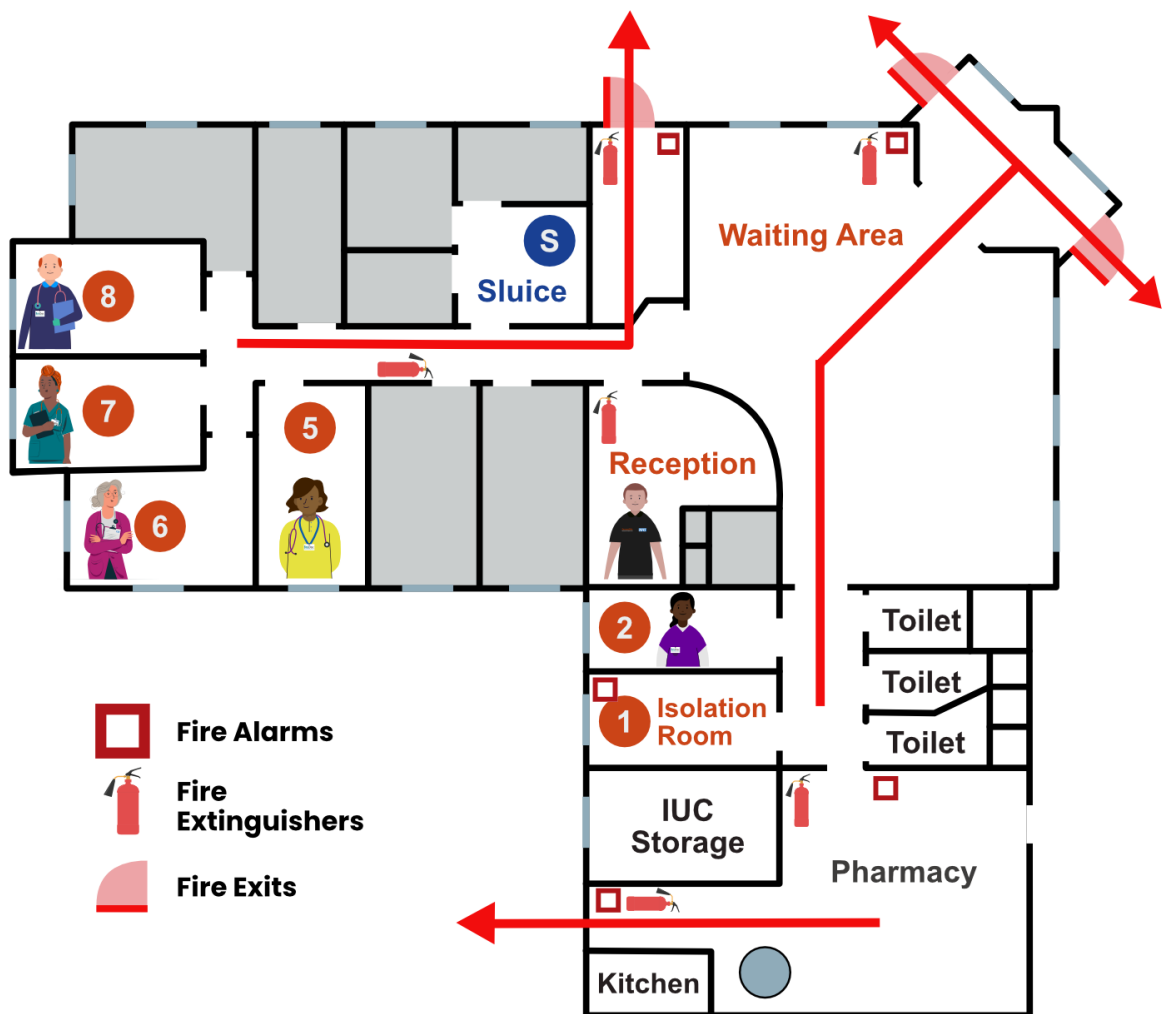 S
Waiting Area
8
Sluice
7
5
Reception
6
2
Toilet
Toilet
1
Isolation
Room
Toilet
Fire Alarms
IUC
Storage
Fire
Extinguishers
Pharmacy
Fire Exits
Kitchen